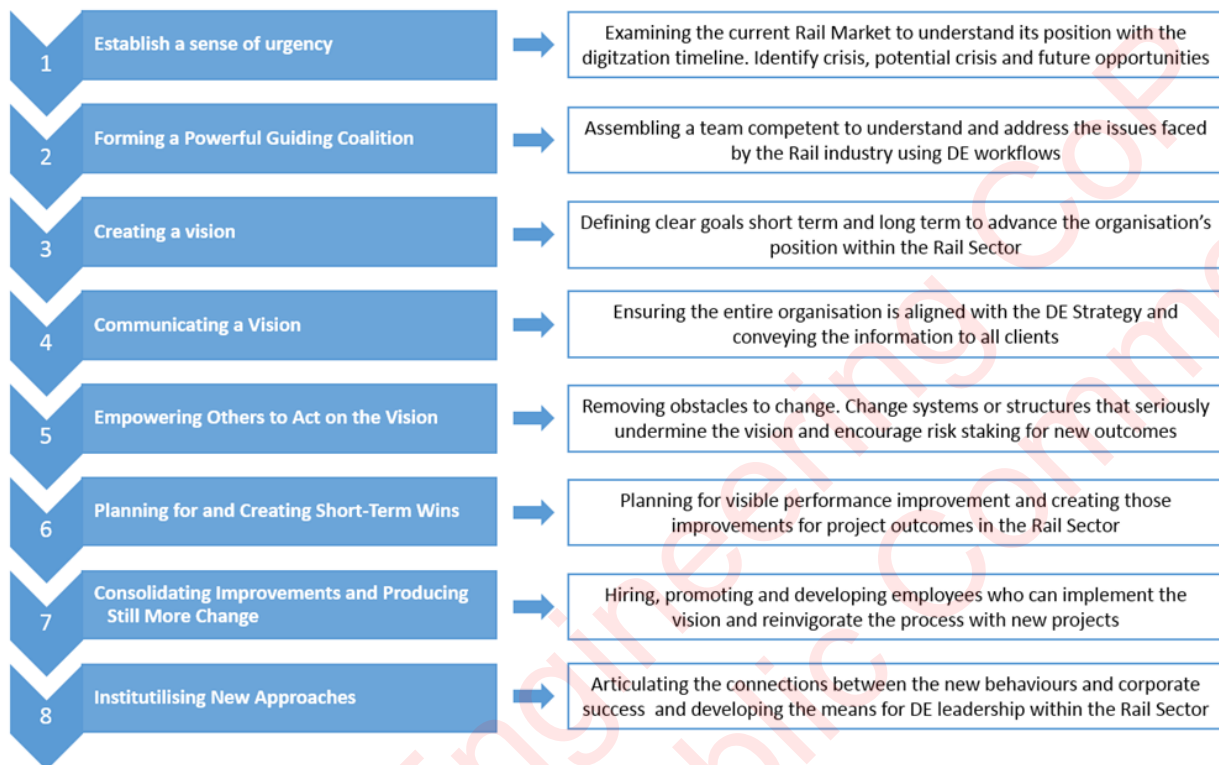 1
Establish a sense of urgency
Examining the current Rail Market to understand its position with the
digitzation timeline. Identify crisis, potential crisis and future opportunities
2
Forming a Powerful Guiding Coalition
Assembling a team competent to understand and address the issues faced
by the Rail industry using DE workflows
3
Creating a vision
Defining clear goals short term and long term to advance the organisation's
position within the Rail Sector
4
Communicating a Vision
Ensuring the entire organisation is aligned with the DE Strategy and
conveying the information to all clients
5
Empowering Others to Act on the Vision
Removing obstacles to change. Change systems or structures that seriously
undermine the vision and encourage risk staking for new outcomes
6
Planning for and Creating Short-Term Wins
Planning for visible performance improvement and creating those
improvements for project outcomes in the Rail Sector
7
Consolidating Improvements and Producing
Still More Change
Hiring, promoting and developing employees who can implement the
vision and reinvigorate the process with new projects
8
Institutilising New Approaches
Articulating the connections between the new behaviours and corporate
success and developing the means for DE leadership within the Rail Sector
CoP